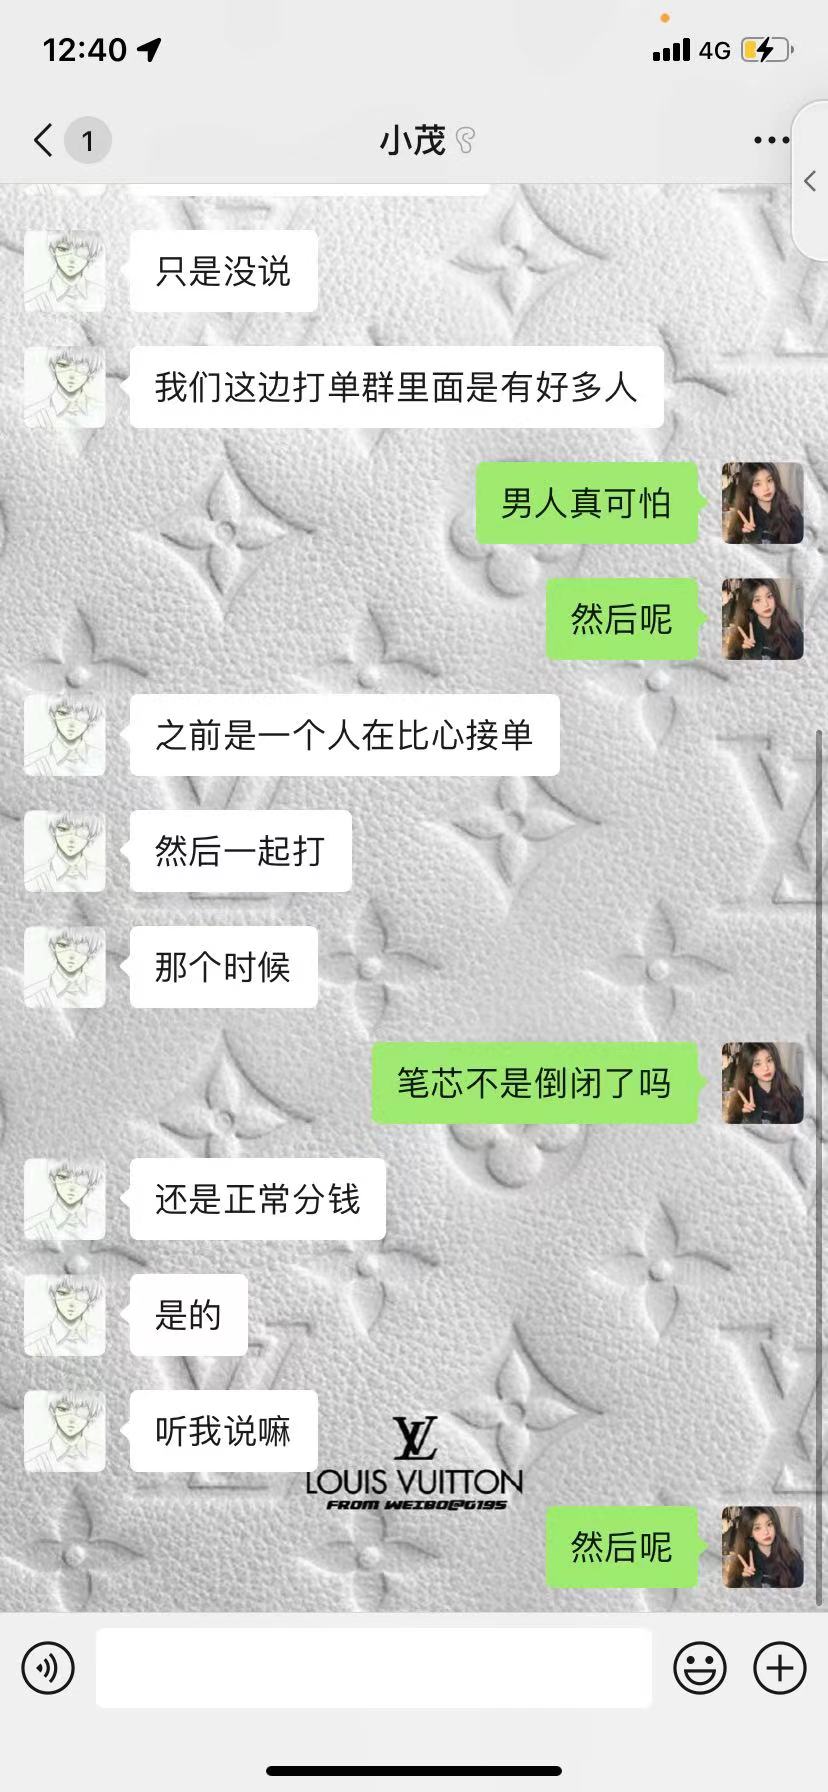 12:40
4G
1
小茂
只是没说
我们这边打单群里面是有好多人
男人真可怕
然后呢
之前是一个人在比心接单
然后一起打
那个时候
笔芯不是倒闭了吗
还是正常分钱
是的
听我说嘛
LV
LOUIS VUITTON
FROM WEIBO@G195
然后呢